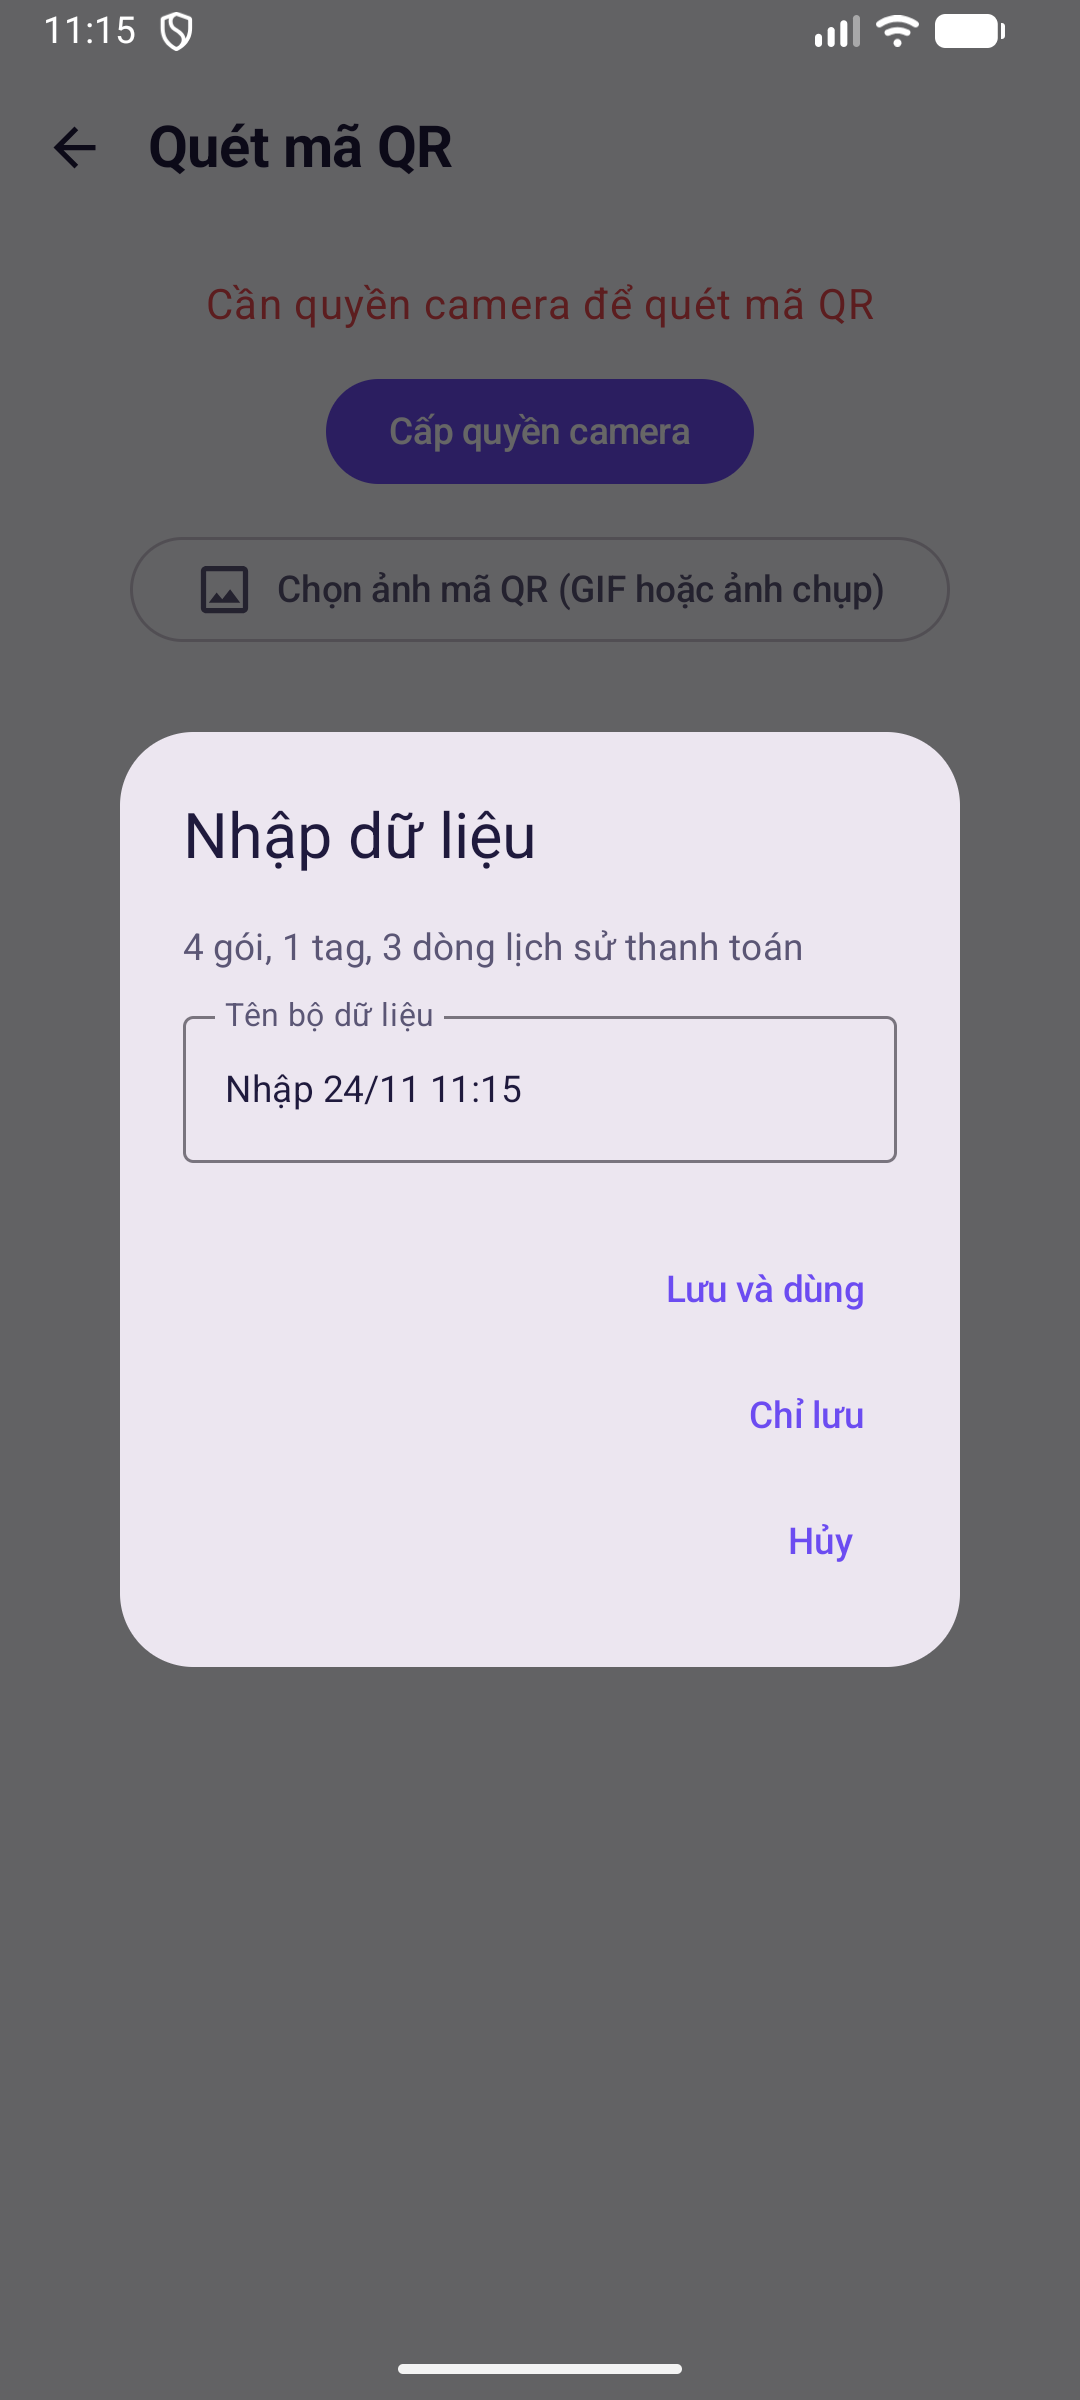 11:15
Quét mã QR
Cần quyền camera để quét mã QR
Cấp quyền camera
Chọn ảnh mã QR (GIF hoặc ảnh chụp)
Nhập dữ liệu
4 gói, 1 tag, 3 dòng lịch sử thanh toán
Tên bộ dữ liệu
Nhập 24/11 11:15
Lưu và dùng
Chỉ lưu
Hủy